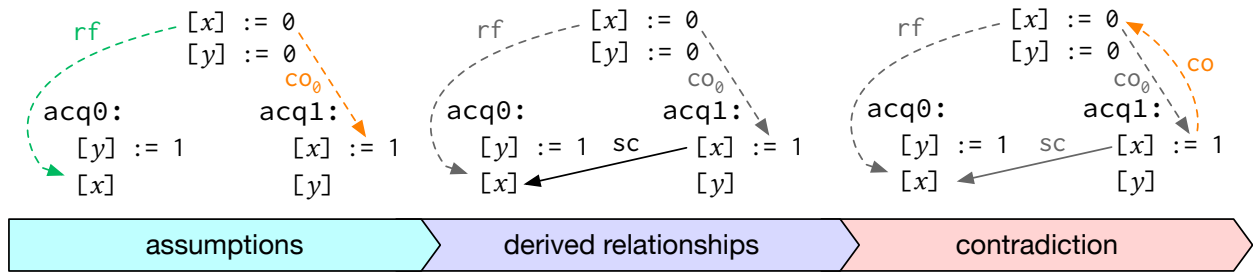 [x] := 0
rf
[y] := 0
co₀
acq0: acq1:
[y] := 1 [x] := 1
[x] [y]
[x] := 0
rf
[y] := 0
co₀
acq0: acq1:
[y] := 1 sc [x] := 1
[x] [y]
[x] := 0
rf
[y] := 0
co
co₀
acq0: acq1:
[y] := 1 sc [x] := 1
[x] [y]
assumptions
derived relationships
contradiction